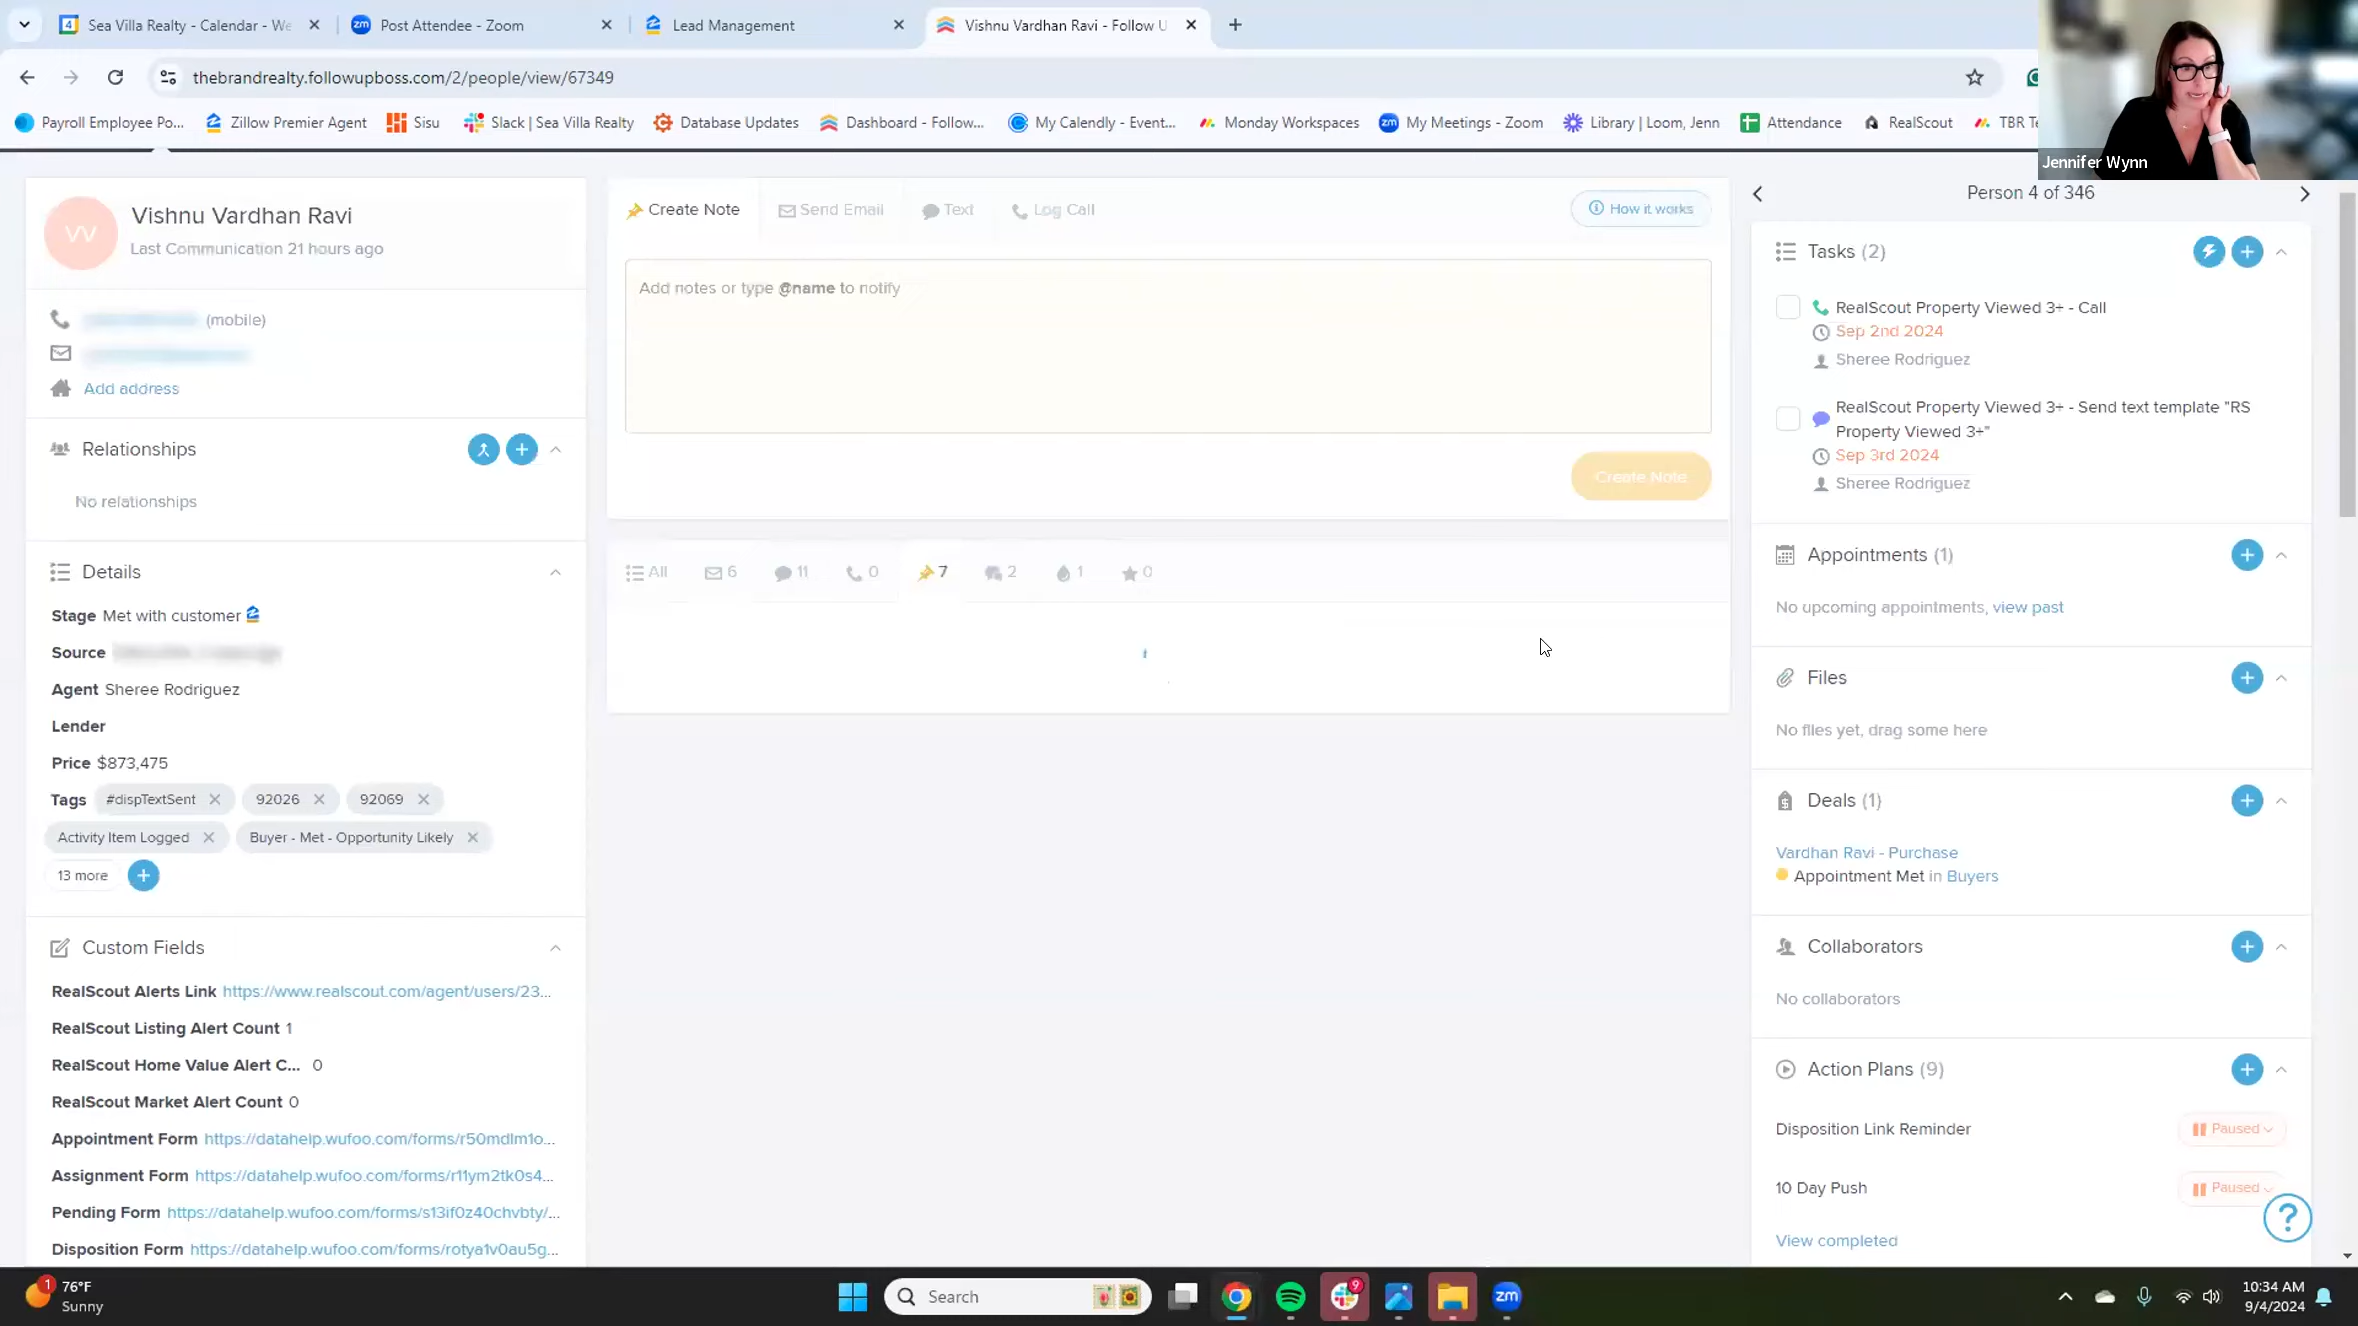 Sea Villa Realty - Calendar - We
Post Attendee - Zoom
Lead Management
Vishnu Vardhan Ravi - Follow U
thebrandrealty.followupboss.com/2/people/view/67349
Payroll Employee Po...
Zillow Premier Agent
Sisu
Slack | Sea Villa Realty
Database Updates
Dashboard - Follow...
My Calendly - Event...
Monday Workspaces
My Meetings - Zoom
Library | Loom, Jenn
Attendance
RealScout
TBR Te
Jennifer Wynn
VV
Vishnu Vardhan Ravi
Last Communication 21 hours ago
(mobile)
Add address
Relationships
No relationships
Details
Stage Met with customer
Source
Agent Sheree Rodriguez
Lender
Price $873,475
Tags #dispTextSent 92026 92069
Activity Item Logged Buyer - Met - Opportunity Likely
13 more
Custom Fields
RealScout Alerts Link https://www.realscout.com/agent/users/23...
RealScout Listing Alert Count 1
RealScout Home Value Alert C... 0
RealScout Market Alert Count 0
Appointment Form https://datahelp.wufoo.com/forms/r50mdlm1o...
Assignment Form https://datahelp.wufoo.com/forms/r11ym2tk0s4...
Pending Form https://datahelp.wufoo.com/forms/s13if0z40chvbty/...
Disposition Form https://datahelp.wufoo.com/forms/rotya1v0au5g...
Create Note
Send Email
Text
Log Call
How it works
Add notes or type @name to notify
Create Note
All 6 11 0 7 2 1 0
Person 4 of 346
Tasks (2)
RealScout Property Viewed 3+ - Call
Sep 2nd 2024
Sheree Rodriguez
RealScout Property Viewed 3+ - Send text template "RS
Property Viewed 3+"
Sep 3rd 2024
Sheree Rodriguez
Appointments (1)
No upcoming appointments, view past
Files
No files yet, drag some here
Deals (1)
Vardhan Ravi - Purchase
Appointment Met in Buyers
Collaborators
No collaborators
Action Plans (9)
Disposition Link Reminder
Paused
10 Day Push
Paused
View completed
76°F
Sunny
Search
10:34 AM
9/4/2024